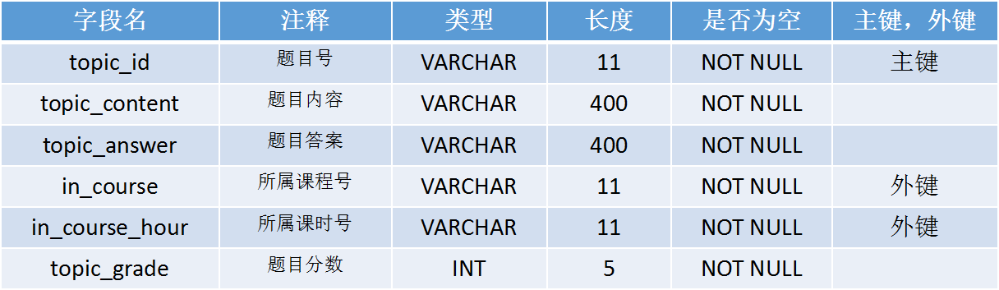 字段名 注释 类型 长度 是否为空 主键，外键
topic_id 题目号 VARCHAR 11 NOT NULL 主键
topic_content 题目内容 VARCHAR 400 NOT NULL
topic_answer 题目答案 VARCHAR 400 NOT NULL
in_course 所属课程号 VARCHAR 11 NOT NULL 外键
in_course_hour 所属课时号 VARCHAR 11 NOT NULL 外键
topic_grade 题目分数 INT 5 NOT NULL